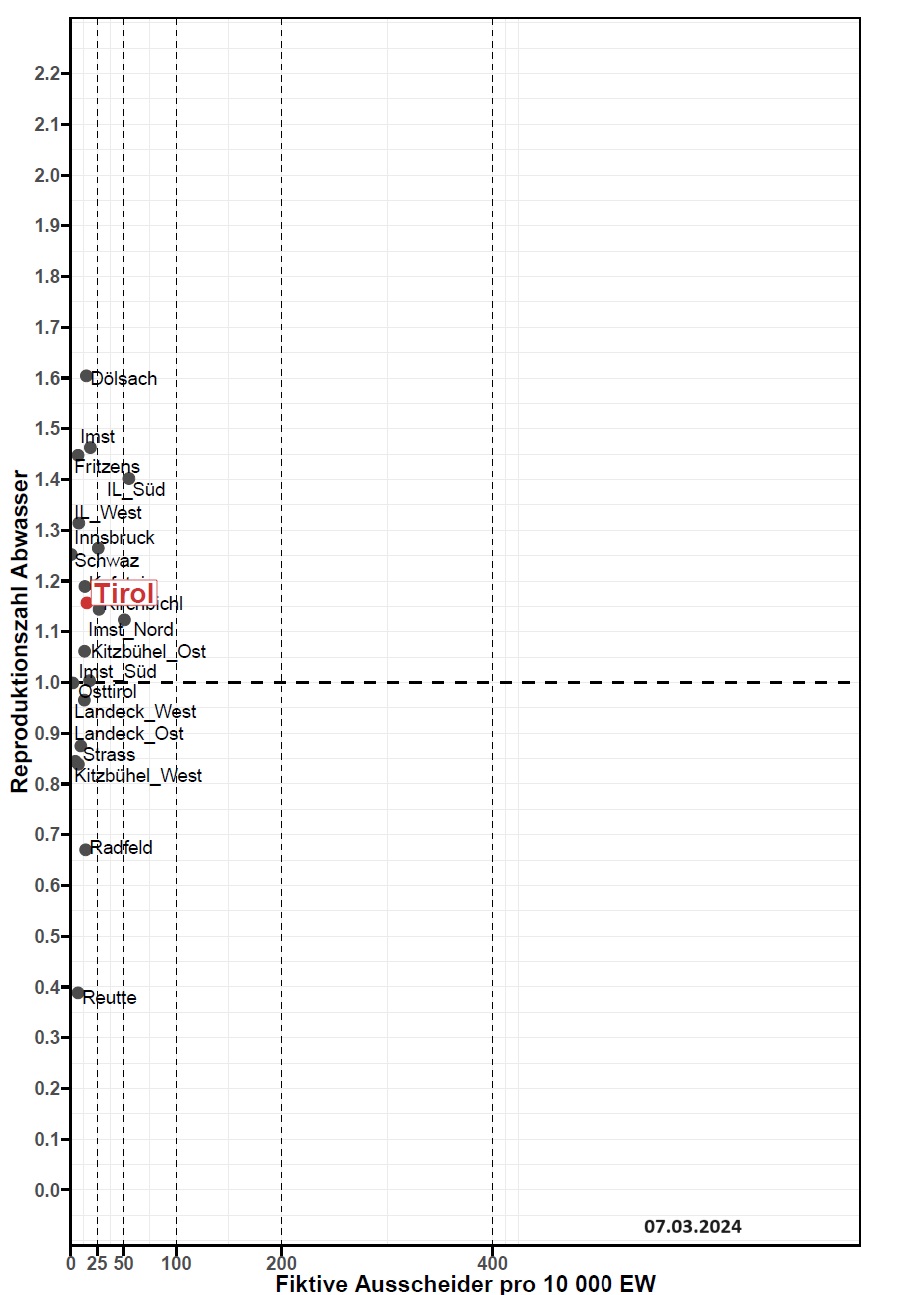 2.2
2.1
2.0
1.9
1.8
1.7
1.6
Dölsach
1.5
Imst
Fritzens
1.4
IL_Süd
IL_West
1.3
Innsbruck
Schwaz
1.2
Tirol
1.1
Imst_Nord
Kitzbühel_Ost
Imst_Süd
1.0
Osttirol
Landeck_West
0.9
Landeck_Ost
Strass
0.8
Kitzbühel_West
0.7
Radfeld
0.6
0.5
0.4
Reutte
0.3
0.2
0.1
0.0
Reproduktionszahl Abwasser
07.03.2024
0 25 50 100 200 400
Fiktive Ausscheider pro 10 000 EW